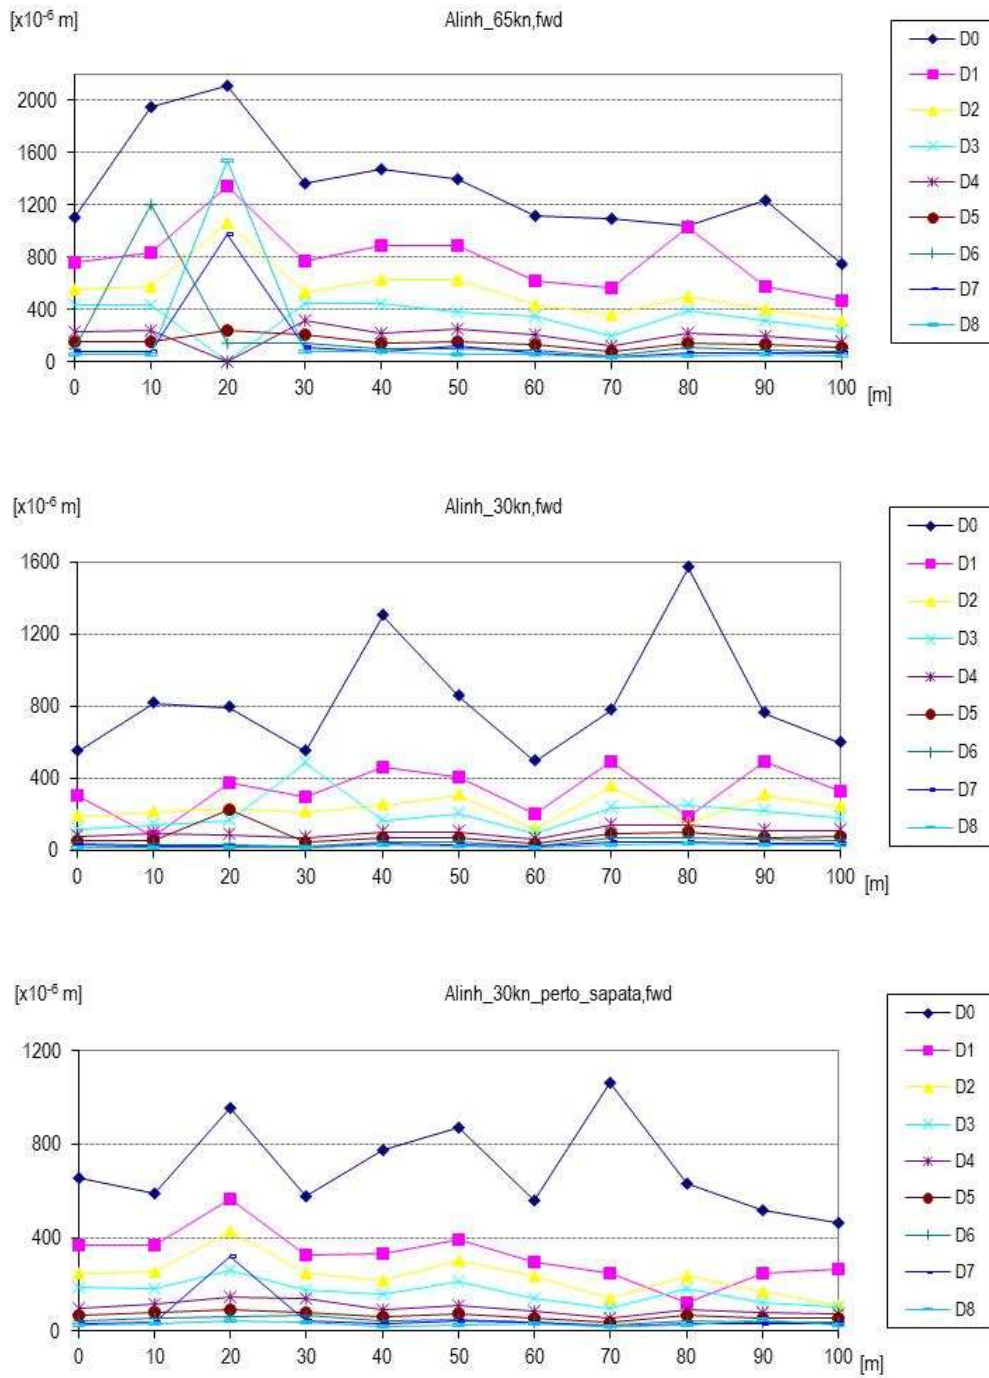 [x10-6 m]
Alinh_65kn,fwd
2000
1600
1200
800
400
0
0 10 20 30 40 50 60 70 80 90 100
[m]
D0
D1
D2
D3
D4
D5
D6
D7
D8
[x10-6 m]
Alinh_30kn,fwd
1600
1200
800
400
0
0 10 20 30 40 50 60 70 80 90 100
[m]
D0
D1
D2
D3
D4
D5
D6
D7
D8
[x10-6 m]
Alinh_30kn_perto_sapata,fwd
1200
800
400
0
0 10 20 30 40 50 60 70 80 90 100
[m]
D0
D1
D2
D3
D4
D5
D6
D7
D8